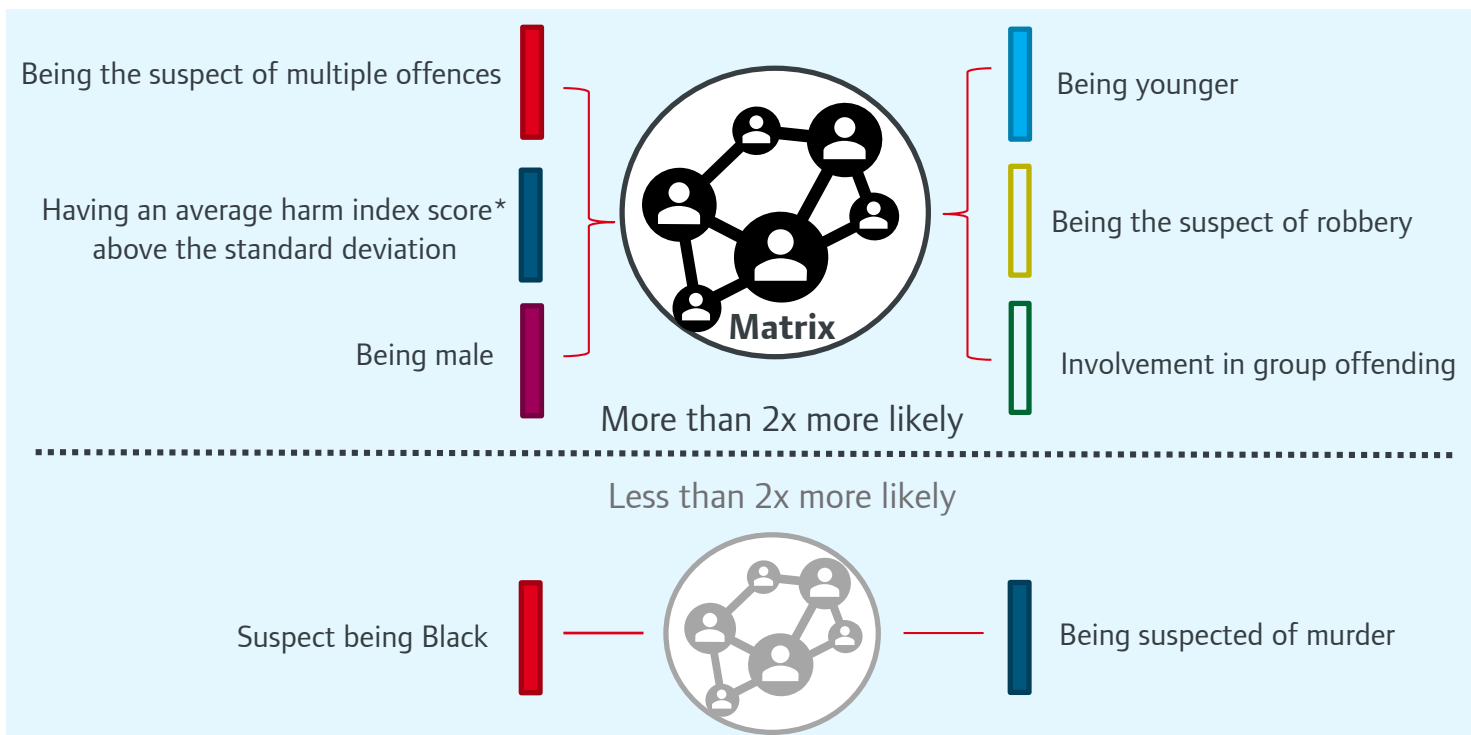 Being the suspect of multiple offences
Having an average harm index score*
above the standard deviation
Being male
Matrix
Being younger
Being the suspect of robbery
Involvement in group offending
More than 2x more likely
Less than 2x more likely
Suspect being Black
Being suspected of murder